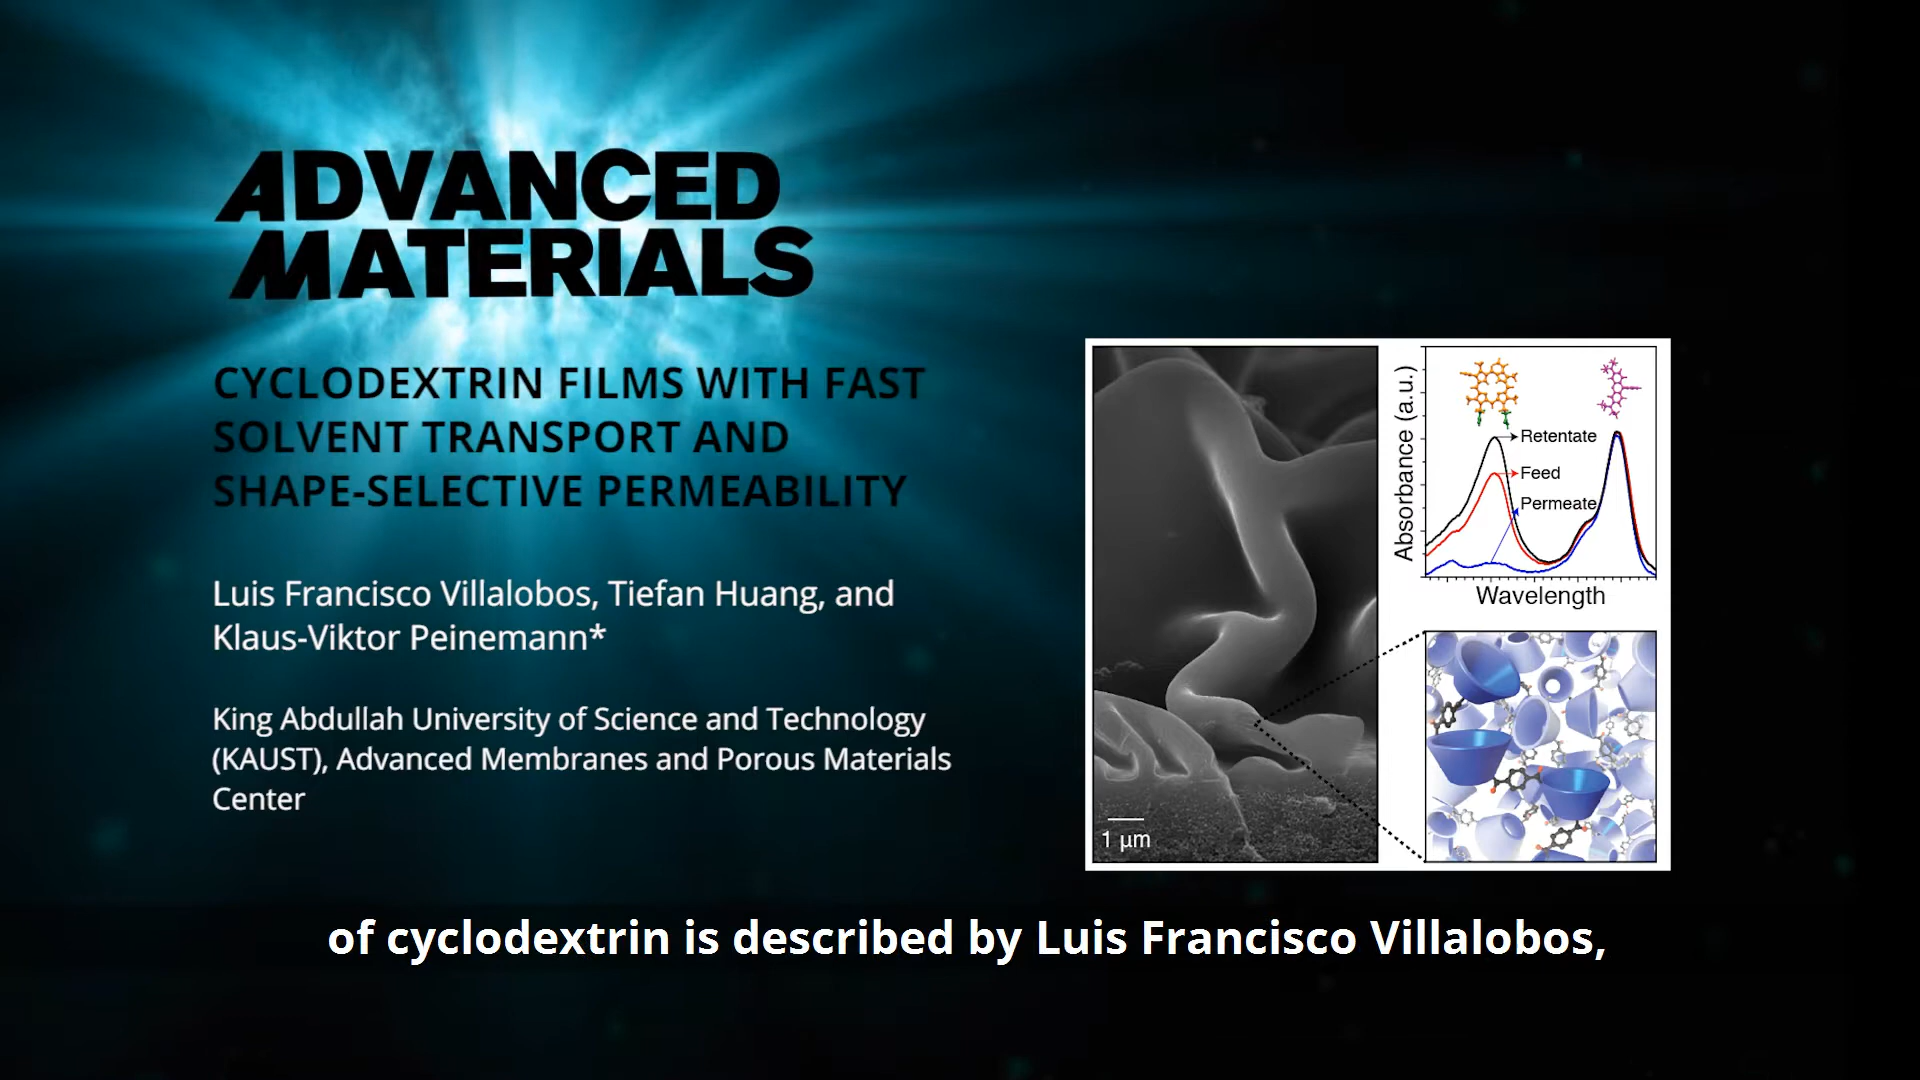 ADVANCED
MATERIALS
CYCLODEXTRIN FILMS WITH FAST
SOLVENT TRANSPORT AND
SHAPE-SELECTIVE PERMEABILITY
Luis Francisco Villalobos, Tiefan Huang, and
Klaus-Viktor Peinemann*
King Abdullah University of Science and Technology
(KAUST), Advanced Membranes and Porous Materials
Center
1 µm
Absorbance (a.u.)
Retentate
Feed
Permeate
Wavelength
of cyclodextrin is described by Luis Francisco Villalobos,